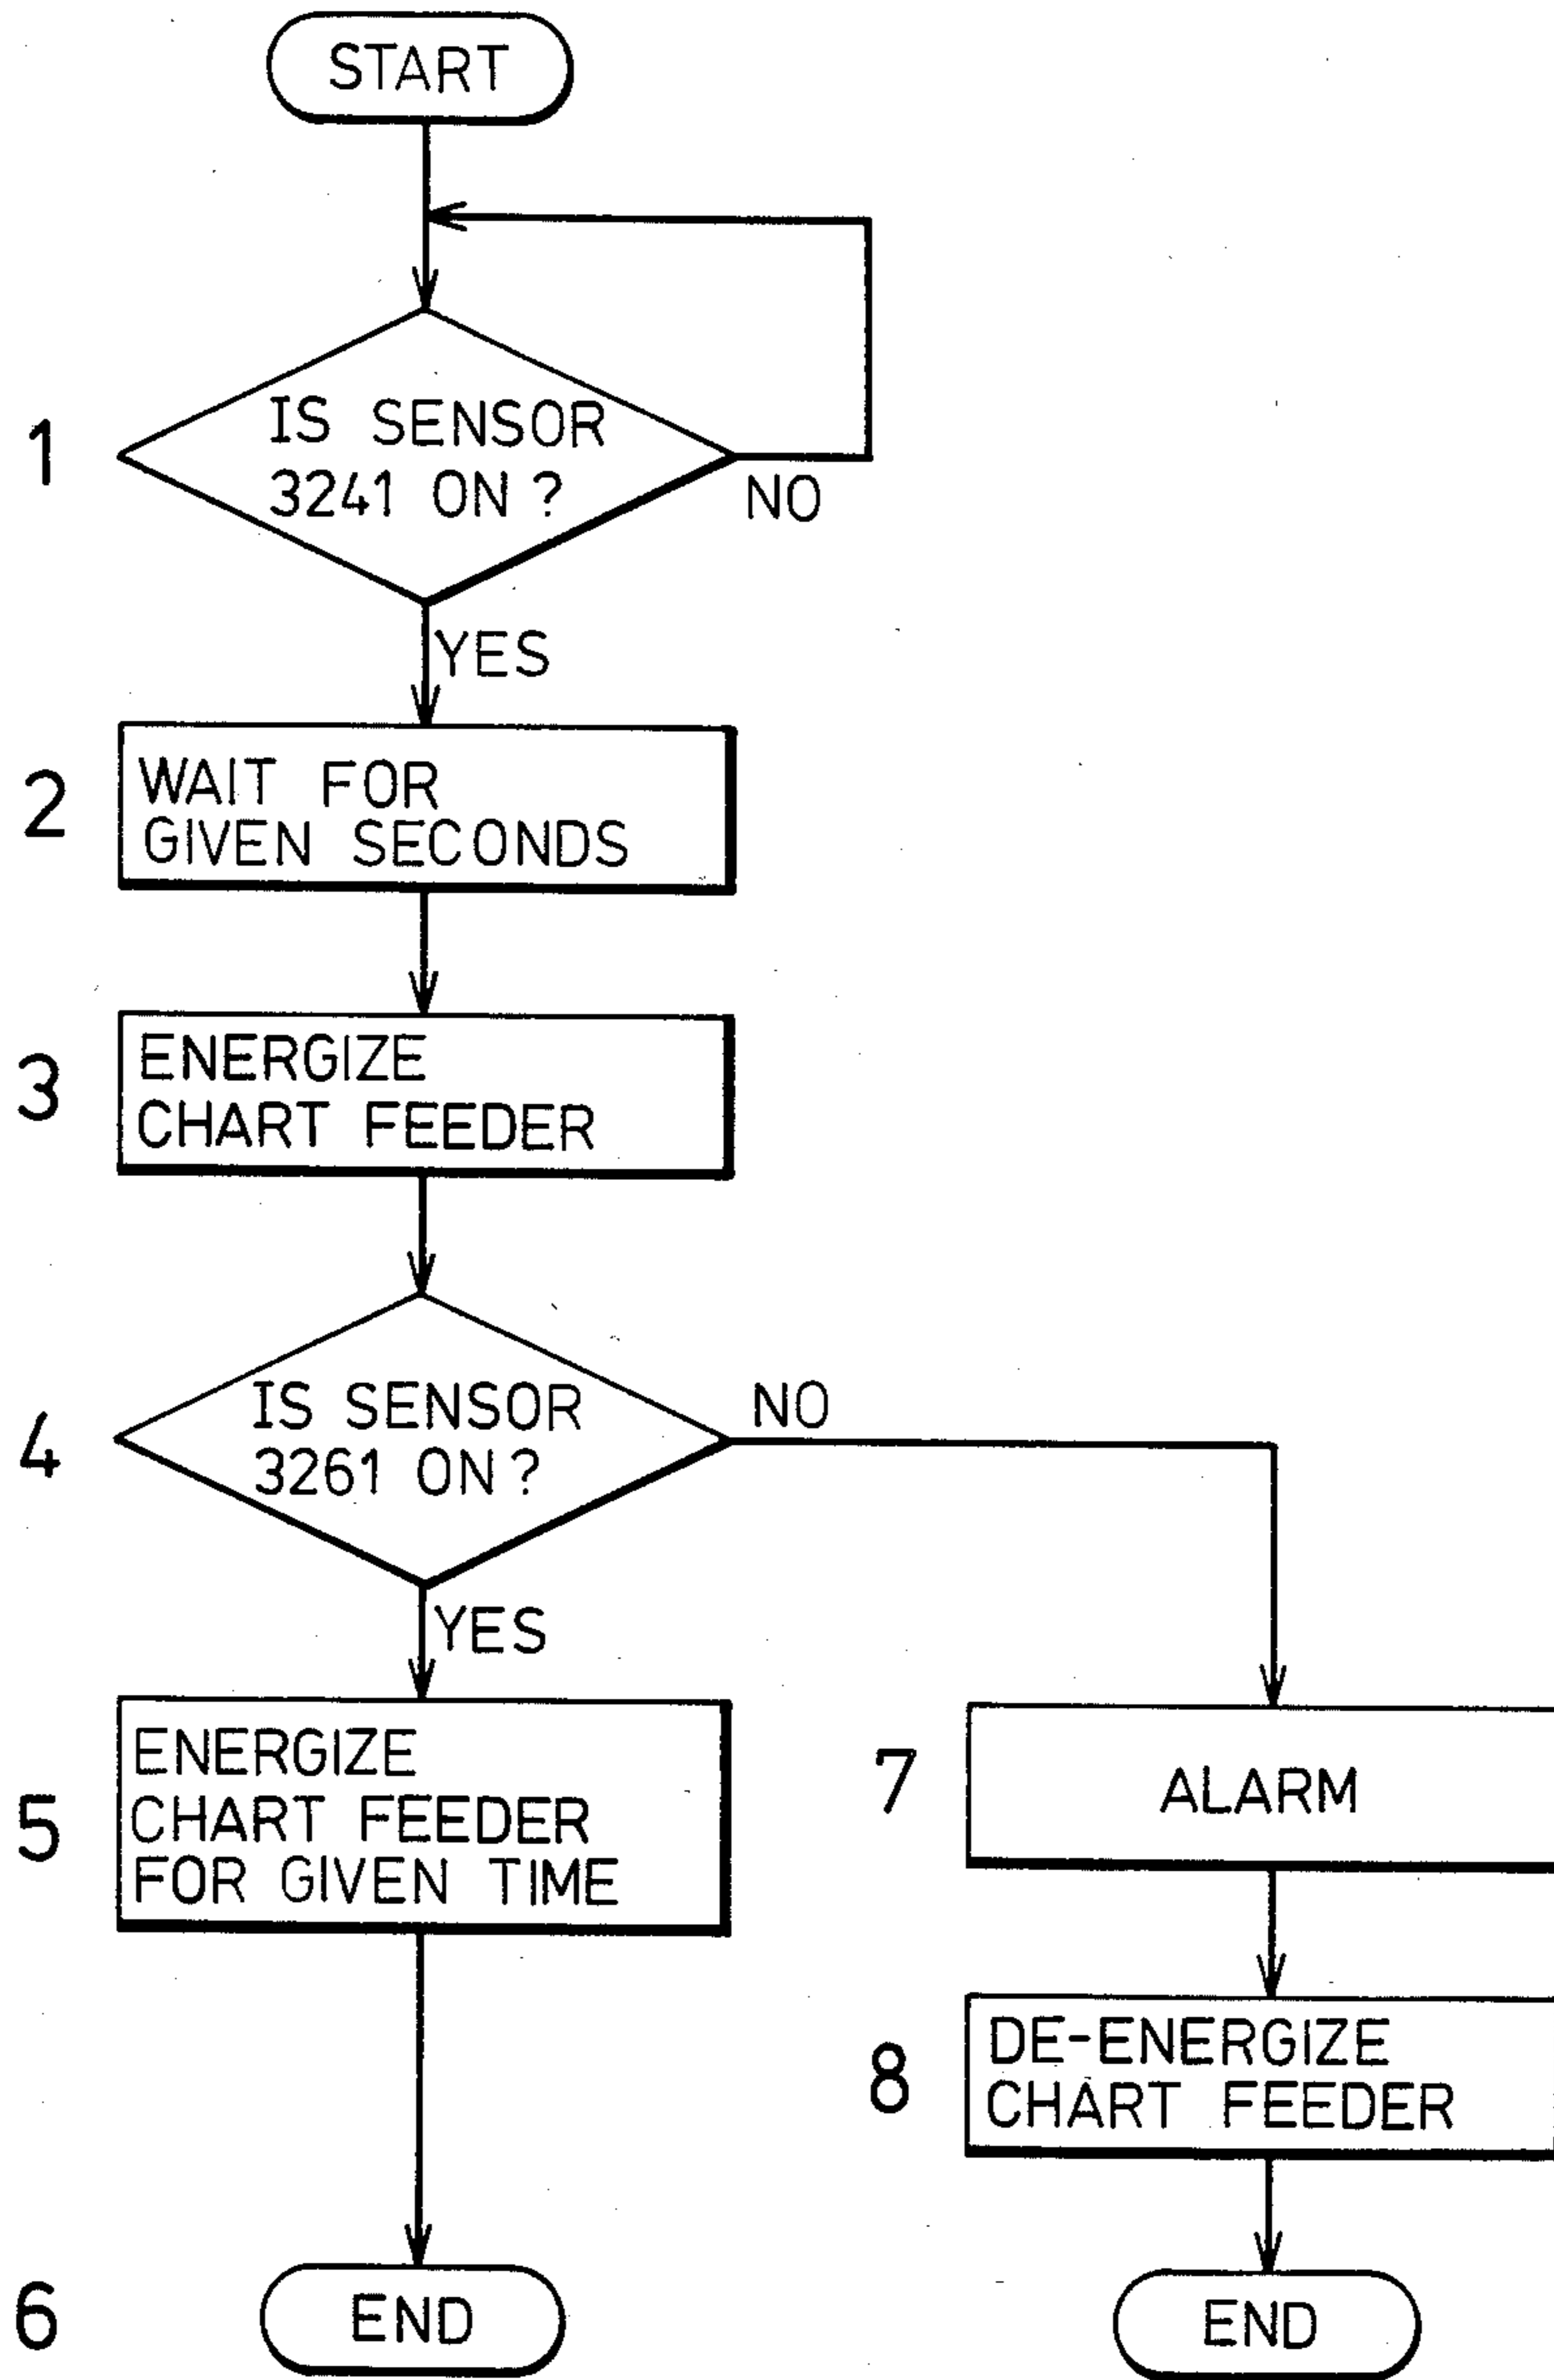 START
1
IS SENSOR
3241 ON ?
NO
YES
2
WAIT FOR
GIVEN SECONDS
3
ENERGIZE
CHART FEEDER
4
IS SENSOR
3261 ON ?
NO
YES
5
ENERGIZE
CHART FEEDER
FOR GIVEN TIME
7
ALARM
8
DE-ENERGIZE
CHART FEEDER
6
END
END